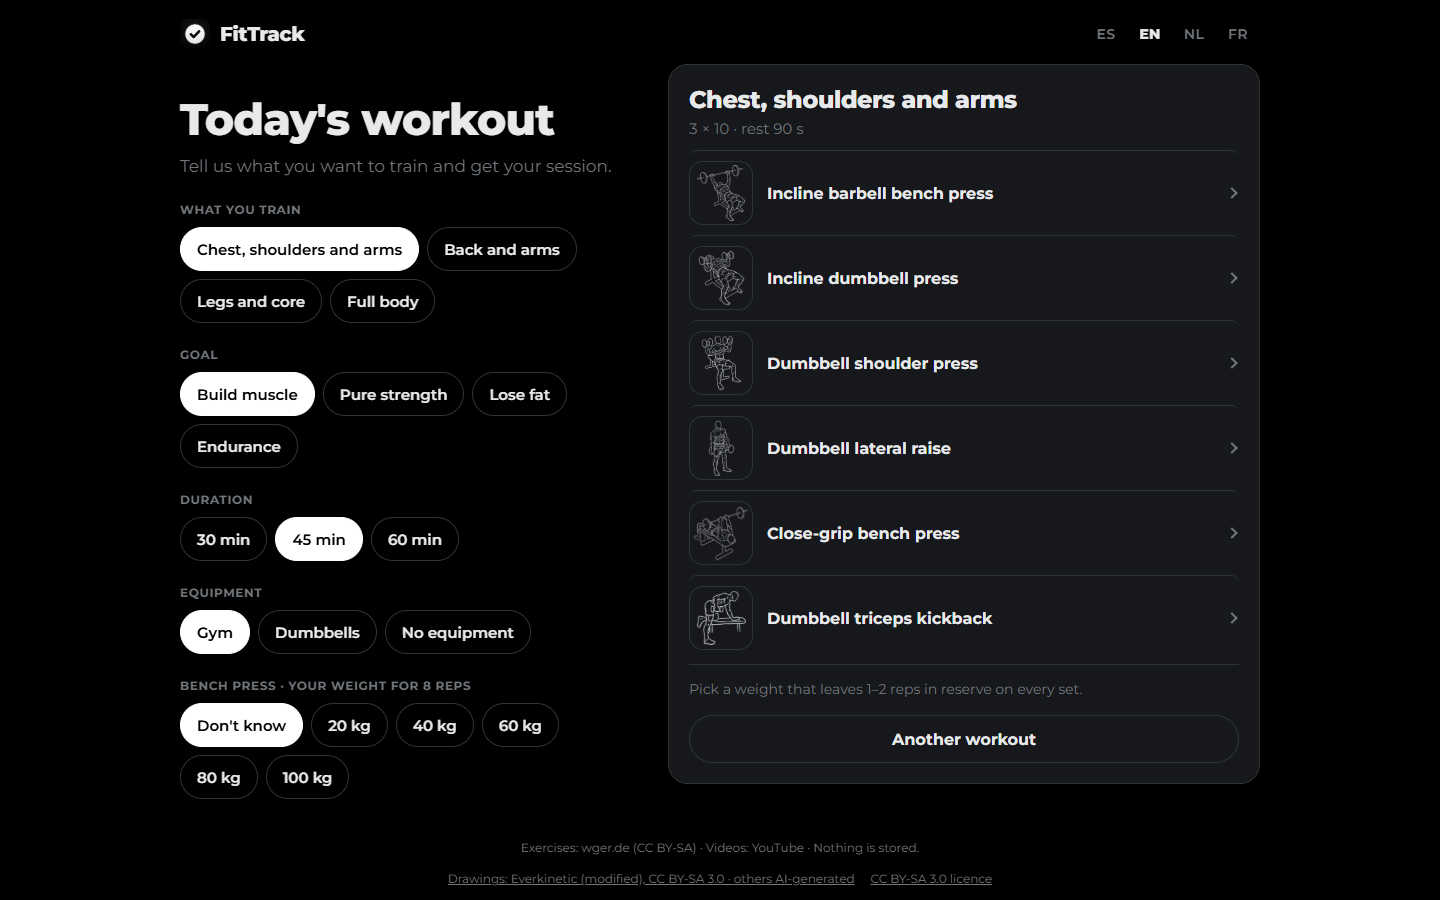 FitTrack
ES EN NL FR
Today's workout
Tell us what you want to train and get your session.
WHAT YOU TRAIN
Chest, shoulders and arms
Back and arms
Legs and core
Full body
GOAL
Build muscle
Pure strength
Lose fat
Endurance
DURATION
30 min
45 min
60 min
EQUIPMENT
Gym
Dumbbells
No equipment
BENCH PRESS · YOUR WEIGHT FOR 8 REPS
Don't know
20 kg
40 kg
60 kg
80 kg
100 kg
Chest, shoulders and arms
3 × 10 · rest 90 s
Incline barbell bench press
Incline dumbbell press
Dumbbell shoulder press
Dumbbell lateral raise
Close-grip bench press
Dumbbell triceps kickback
Pick a weight that leaves 1–2 reps in reserve on every set.
Another workout
Exercises: wger.de (CC BY-SA) · Videos: YouTube · Nothing is stored.
Drawings: Everkinetic (modified), CC BY-SA 3.0 · others AI-generated CC BY-SA 3.0 licence